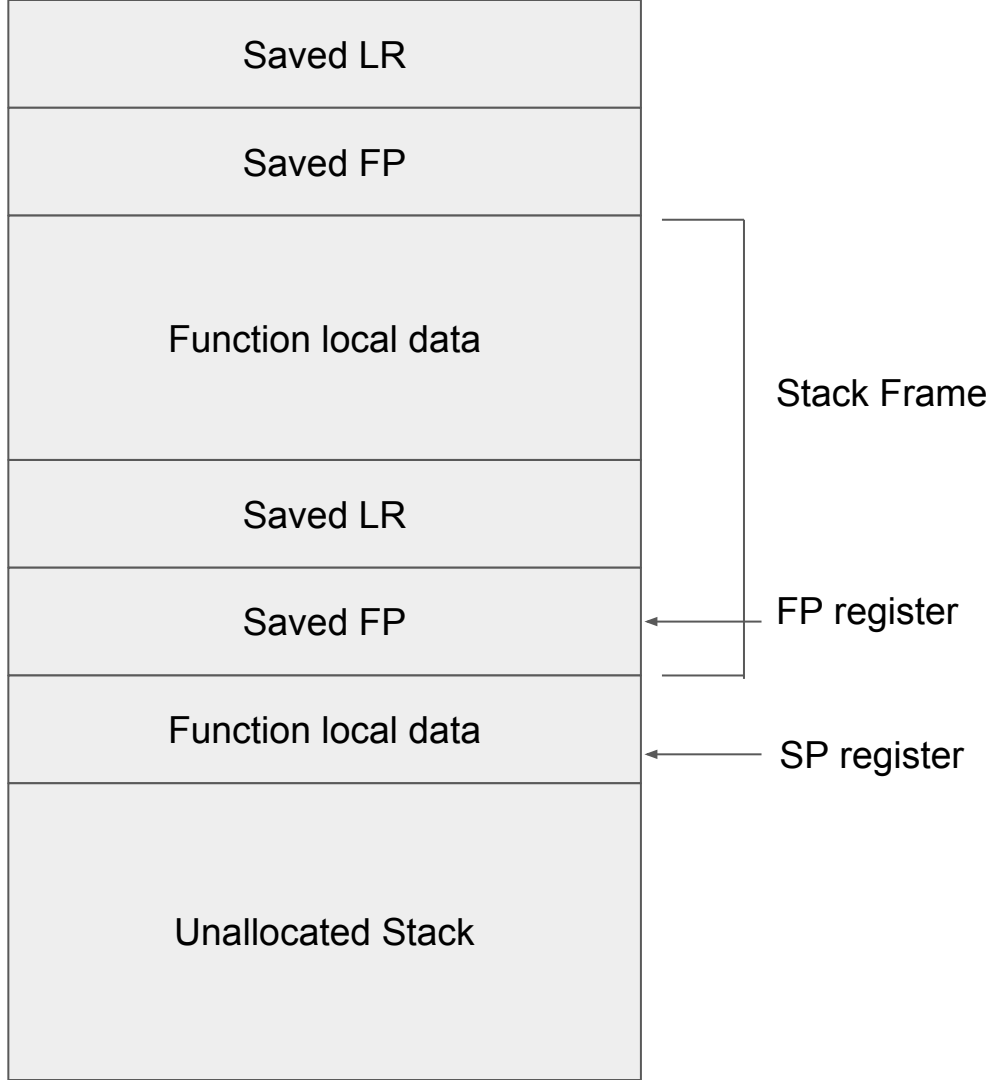 Saved LR
Saved FP
Function local data
Stack Frame
Saved LR
Saved FP
FP register
Function local data
SP register
Unallocated Stack